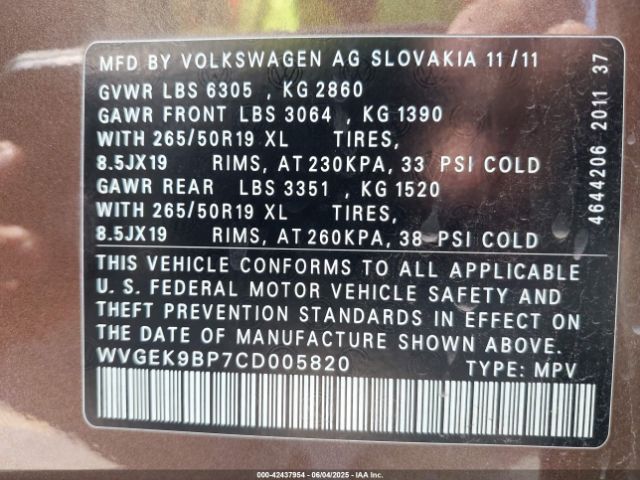 MFD BY VOLKSWAGEN AG SLOVAKIA 11/11
GVWR LBS 6305 , KG 2860
GAWR FRONT LBS 3064 , KG 1390
WITH 265/50R19 XL TIRES,
8.5JX19 RIMS, AT 230KPA, 33 PSI COLD
GAWR REAR LBS 3351 , KG 1520
WITH 265/50R19 XL TIRES,
8.5JX19 RIMS, AT 260KPA, 38 PSI COLD
THIS VEHICLE CONFORMS TO ALL APPLICABLE
U. S. FEDERAL MOTOR VEHICLE SAFETY AND
THEFT PREVENTION STANDARDS IN EFFECT ON
THE DATE OF MANUFACTURE SHOWN ABOVE.
WVGEK9BP7CD005820 TYPE: MPV
4644206 2011 37
000-42437954 - 06/04/2025 - IAA Inc.